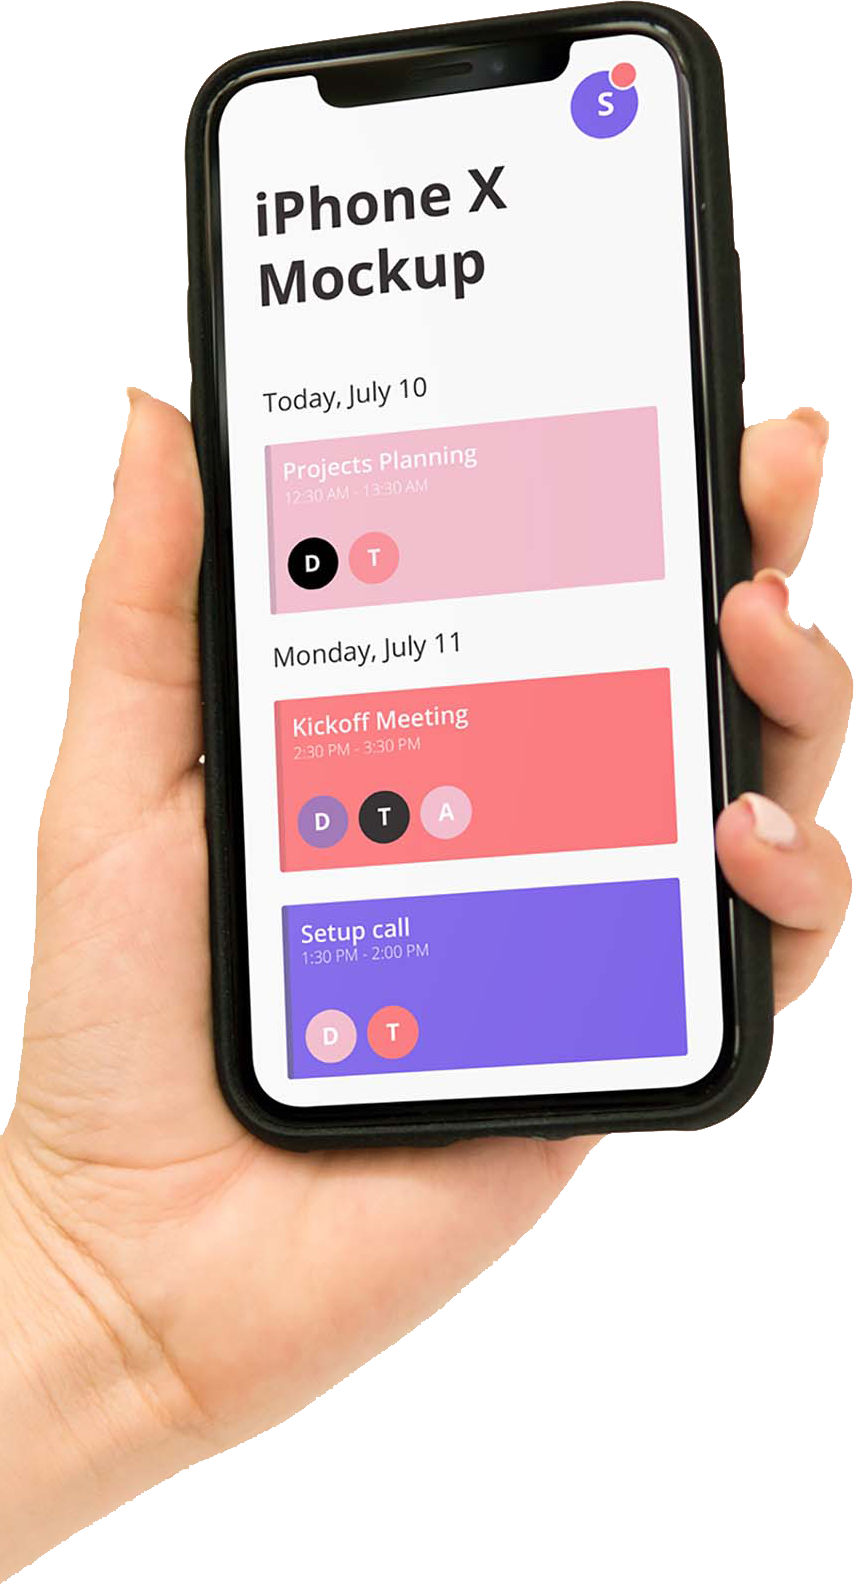 S
iPhone X
Mockup
Today, July 10
Projects Planning
12:30 AM - 13:30 AM
D T
Monday, July 11
Kickoff Meeting
2:30 PM - 3:30 PM
D T A
Setup call
1:30 PM - 2:00 PM
D T